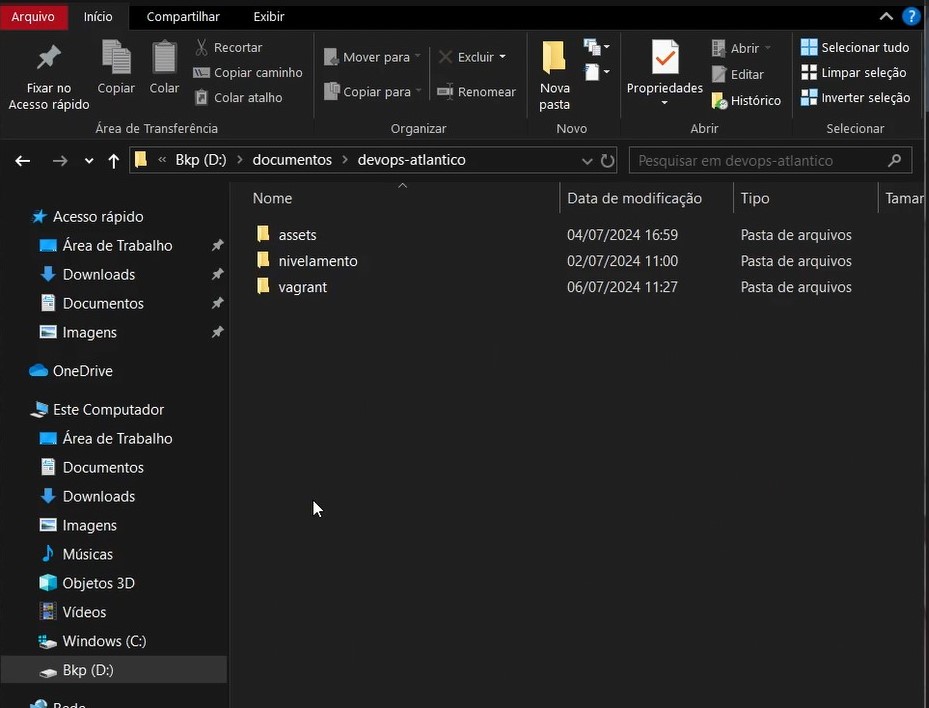 Arquivo Início Compartilhar Exibir ?
Fixar no
Acesso rápido
Copiar
Colar
Recortar
Copiar caminho
Colar atalho
Área de Transferência
Mover para
Copiar para
Excluir
Renomear
Organizar
Nova
pasta
Novo
Propriedades
Abrir
Editar
Histórico
Abrir
Selecionar tudo
Limpar seleção
Inverter seleção
Selecionar
« Bkp (D:) › documentos › devops-atlantico
Pesquisar em devops-atlantico
Nome Data de modificação Tipo Tamar
assets 04/07/2024 16:59 Pasta de arquivos
nivelamento 02/07/2024 11:00 Pasta de arquivos
vagrant 06/07/2024 11:27 Pasta de arquivos
Acesso rápido
Área de Trabalho
Downloads
Documentos
Imagens
OneDrive
Este Computador
Área de Trabalho
Documentos
Downloads
Imagens
Músicas
Objetos 3D
Vídeos
Windows (C:)
Bkp (D:)
Rede